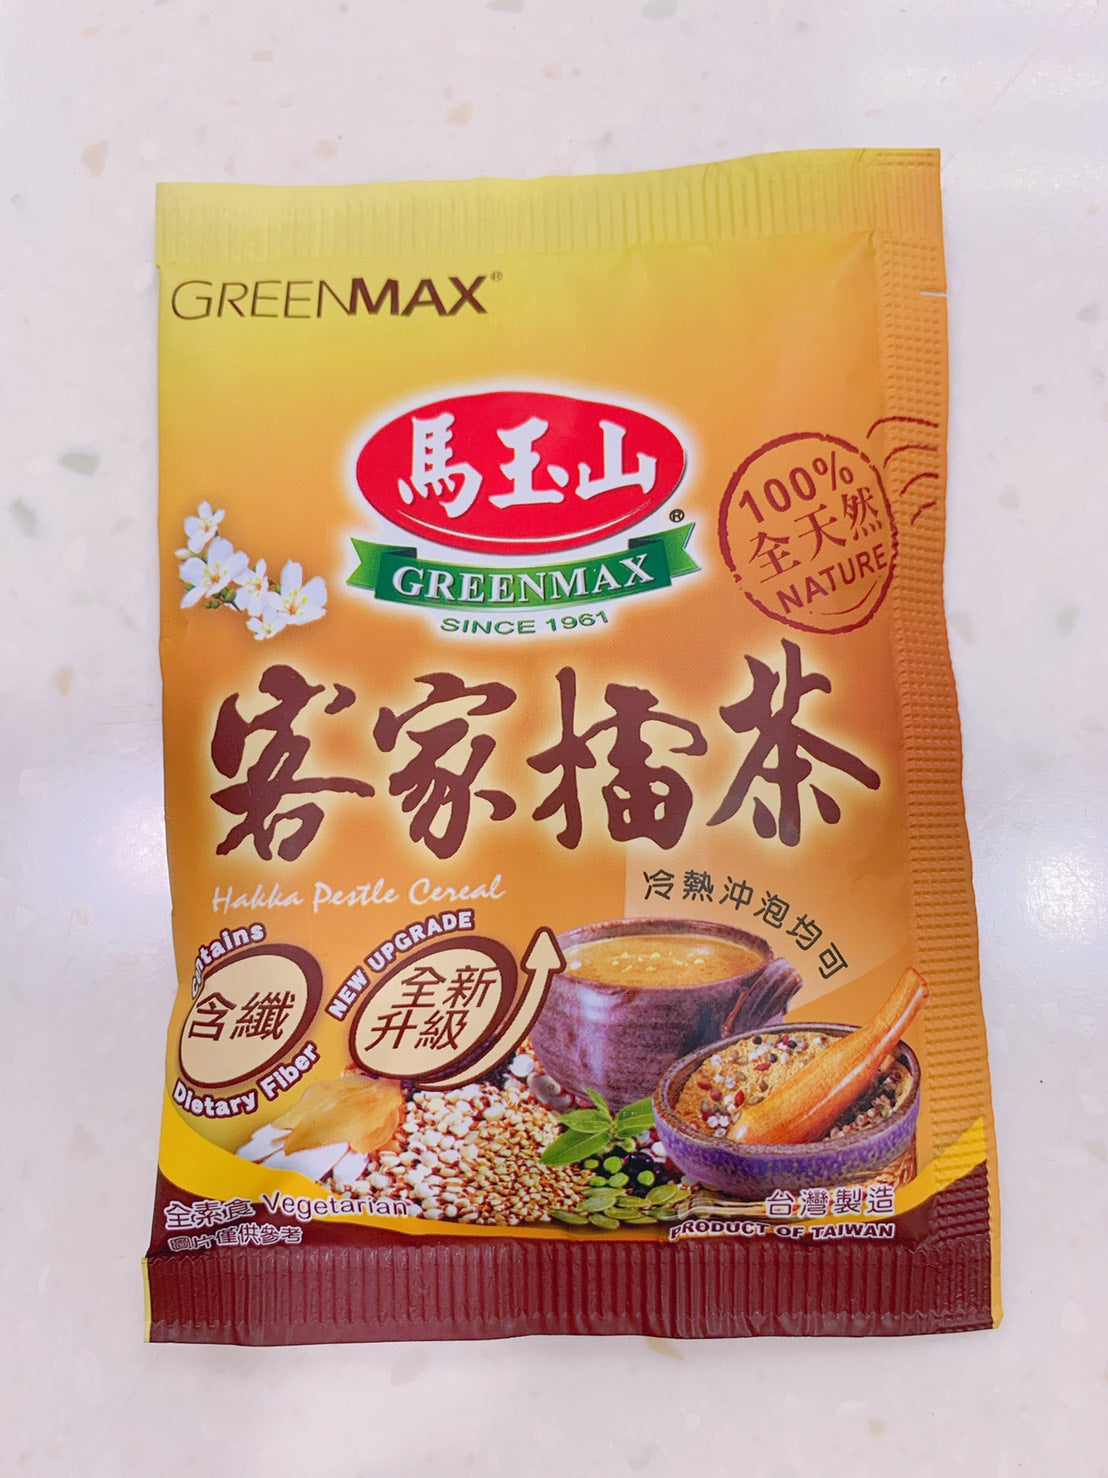 GREENMAX®
馬玉山
®
GREENMAX
SINCE 1961
100%
全天然
NATURE
客家擂茶
Hakka Pestle Cereal
冷熱沖泡均可
Contains
含纖
Dietary Fiber
NEW UPGRADE
全新
升級
全素食 Vegetarian
圖片僅供參考
台灣製造
PRODUCT OF TAIWAN